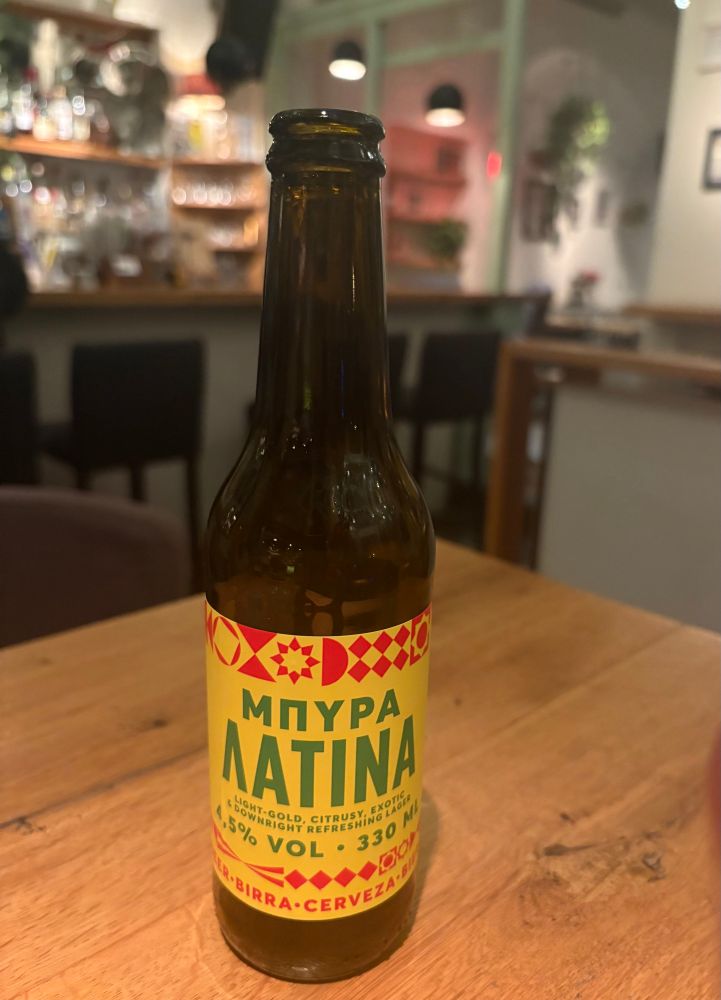 ΜΠΥΡΑ
ΛΑΤΙΝΑ
LIGHT-GOLD, CITRUSY, EXOTIC
& DOWNRIGHT REFRESHING LAGER
4,5% VOL • 330 ML
BIRRA•CERVEZA•